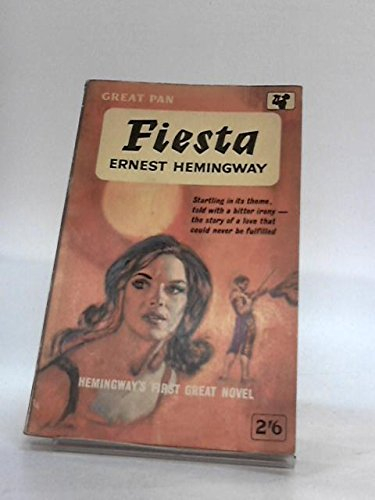 GREAT PAN
Fiesta
ERNEST HEMINGWAY
Startling in its theme,
told with a bitter irony—
the story of a love that
could never be fulfilled
HEMINGWAY'S FIRST GREAT NOVEL
2'6